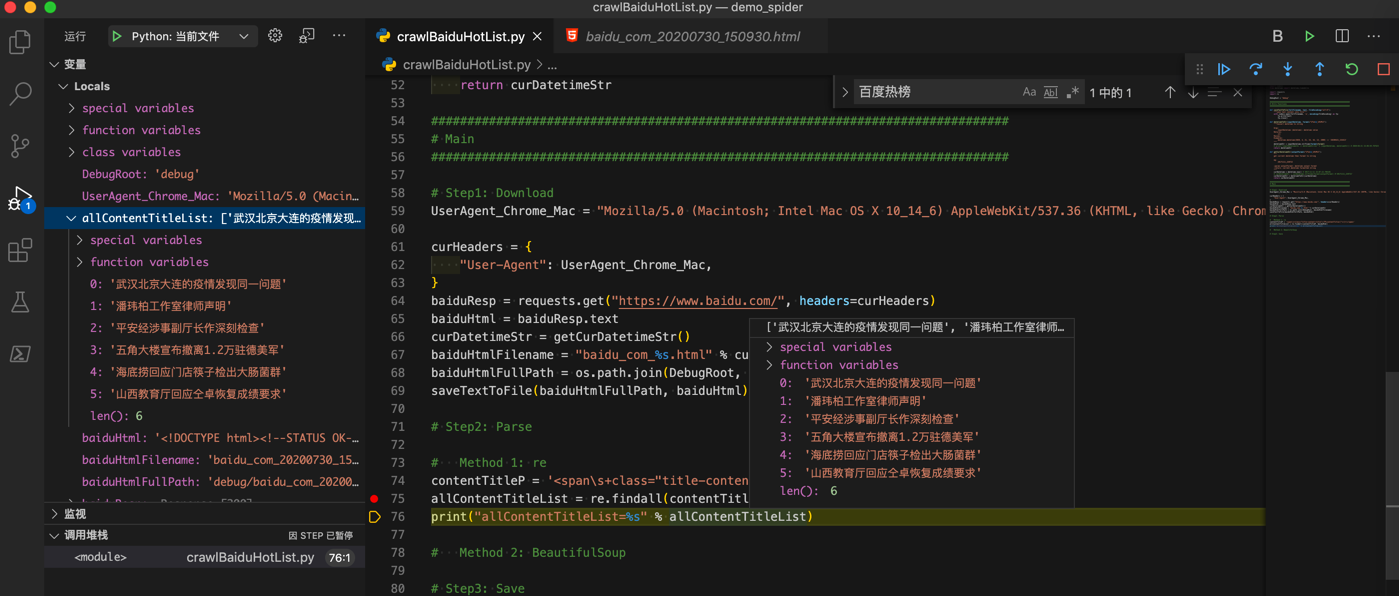 crawlBaiduHotList.py — demo_spider
运行
Python: 当前文件
crawlBaiduHotList.py
baidu_com_20200730_150930.html
crawlBaiduHotList.py > ...
变量
Locals
special variables
function variables
class variables
DebugRoot: 'debug'
UserAgent_Chrome_Mac: 'Mozilla/5.0 (Macin…
allContentTitleList: ['武汉北京大连的疫情发现…
special variables
function variables
0: '武汉北京大连的疫情发现同一问题'
1: '潘玮柏工作室律师声明'
2: '平安经涉事副厅长作深刻检查'
3: '五角大楼宣布撤离1.2万驻德美军'
4: '海底捞回应门店筷子检出大肠菌群'
5: '山西教育厅回应仝卓恢复成绩要求'
len(): 6
baiduHtml: '<!DOCTYPE html><!--STATUS OK-…
baiduHtmlFilename: 'baidu_com_20200730_15…
baiduHtmlFullPath: 'debug/baidu_com_20200…
监视
调用堆栈
因 STEP 已暂停
<module> crawlBaiduHotList.py 76:1
1
百度热榜
Aa Abl .*
1 中的 1
52 return curDatetimeStr
53
54 ################################################################################
55 # Main
56 ################################################################################
57
58 # Step1: Download
59 UserAgent_Chrome_Mac = "Mozilla/5.0 (Macintosh; Intel Mac OS X 10_14_6) AppleWebKit/537.36 (KHTML, like Gecko) Chrom
60
61 curHeaders = {
62 "User-Agent": UserAgent_Chrome_Mac,
63 }
64 baiduResp = requests.get("https://www.baidu.com/", headers=curHeaders)
65 baiduHtml = baiduResp.text
66 curDatetimeStr = getCurDatetimeStr()
67 baiduHtmlFilename = "baidu_com_%s.html" % cu
68 baiduHtmlFullPath = os.path.join(DebugRoot,
69 saveTextToFile(baiduHtmlFullPath, baiduHtml)
70
71 # Step2: Parse
72
73 # Method 1: re
74 contentTitleP = '<span\s+class="title-conten
75 allContentTitleList = re.findall(contentTitl
76 print("allContentTitleList=%s" % allContentTitleList)
77
78 # Method 2: BeautifulSoup
79
80 # Step3: Save
['武汉北京大连的疫情发现同一问题', '潘玮柏工作室律师…
special variables
function variables
0: '武汉北京大连的疫情发现同一问题'
1: '潘玮柏工作室律师声明'
2: '平安经涉事副厅长作深刻检查'
3: '五角大楼宣布撤离1.2万驻德美军'
4: '海底捞回应门店筷子检出大肠菌群'
5: '山西教育厅回应仝卓恢复成绩要求'
len(): 6